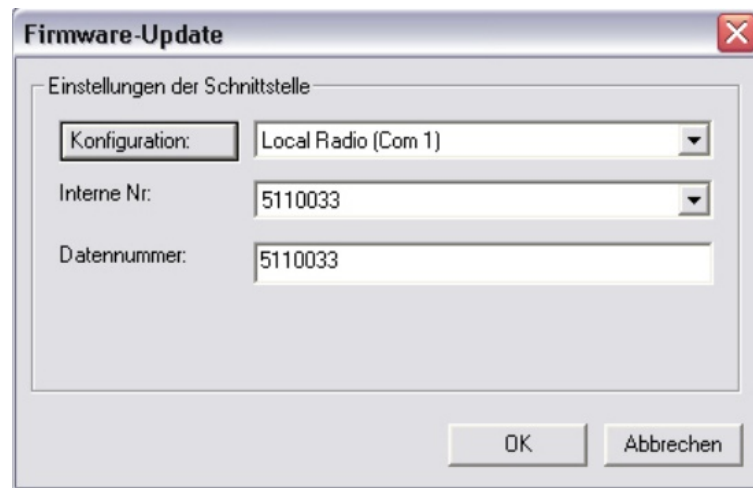 Firmware-Update
Einstellungen der Schnittstelle
Konfiguration: Local Radio (Com 1)
Interne Nr: 5110033
Datennummer: 5110033
OK Abbrechen